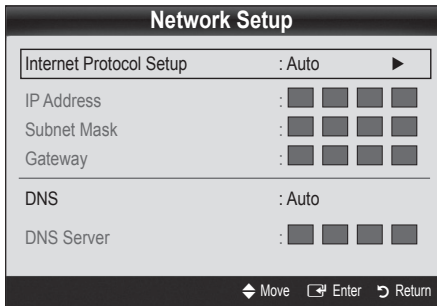 Network Setup
Internet Protocol Setup : Auto ▶
IP Address :
Subnet Mask :
Gateway :
DNS : Auto
DNS Server :
Move Enter Return